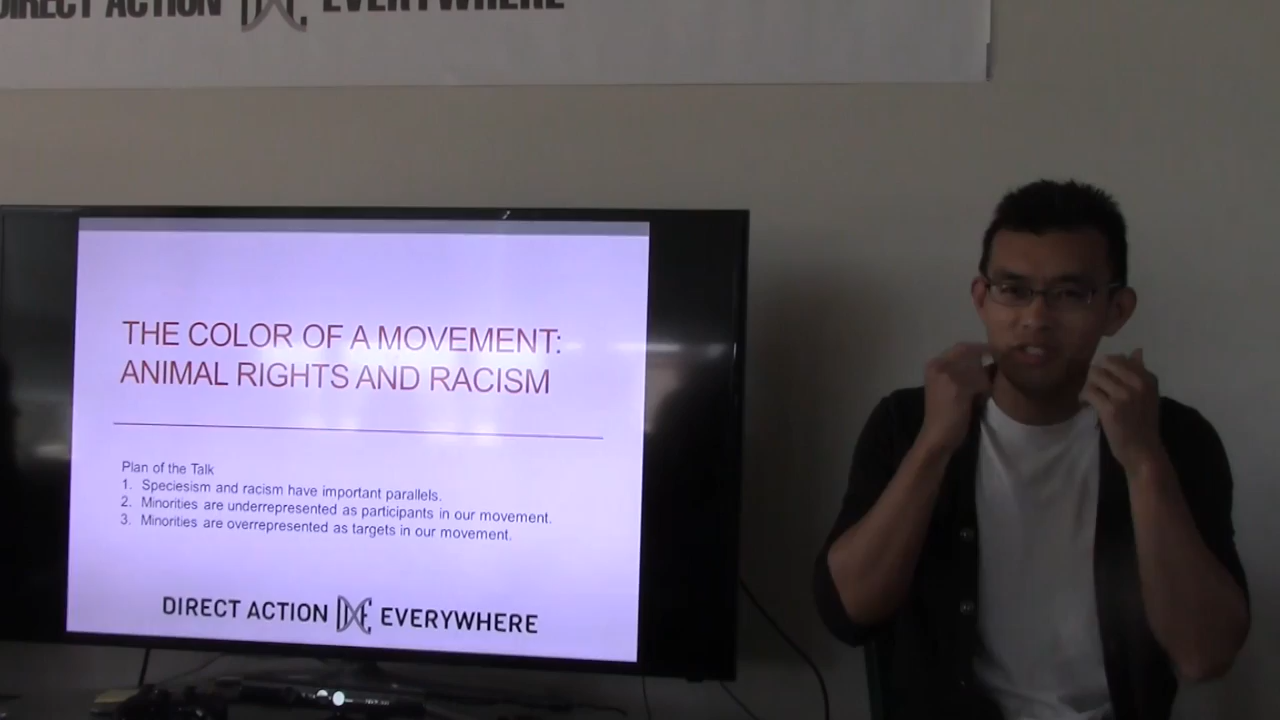 DIRECT ACTION EVERYWHERE
THE COLOR OF A MOVEMENT:
ANIMAL RIGHTS AND RACISM
Plan of the Talk
1. Speciesism and racism have important parallels.
2. Minorities are underrepresented as participants in our movement.
3. Minorities are overrepresented as targets in our movement.
DIRECT ACTION DXE EVERYWHERE